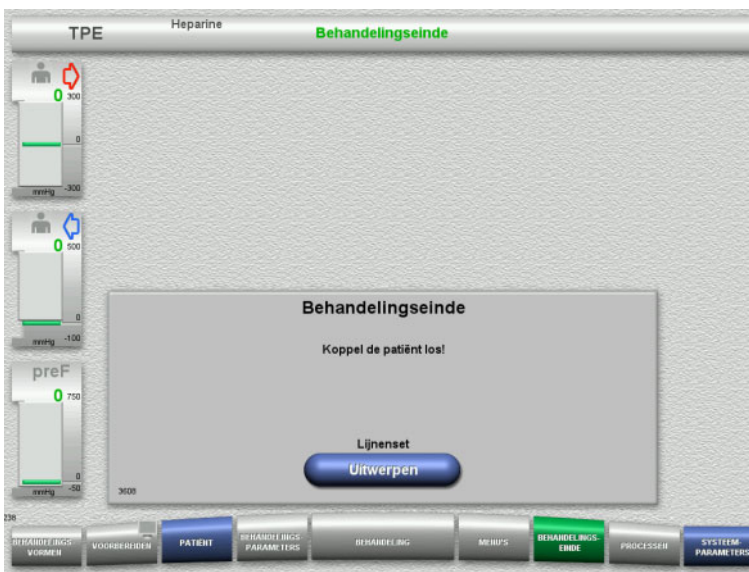 TPE
Heparine
Behandelingseinde
0 300
0
mmHg -300
0 500
0
mmHg -100
preF
0 750
0
mmHg -50
Behandelingseinde
Koppel de patiënt los!
Lijnenset
Uitwerpen
3608
238
BEHANDELINGS-
VORMEN
VOORBEREIDEN
PATIËNT
BEHANDELINGS-
PARAMETERS
BEHANDELING
MENU'S
BEHANDELINGS-
EINDE
PROCESSEN
SYSTEEM-
PARAMETERS